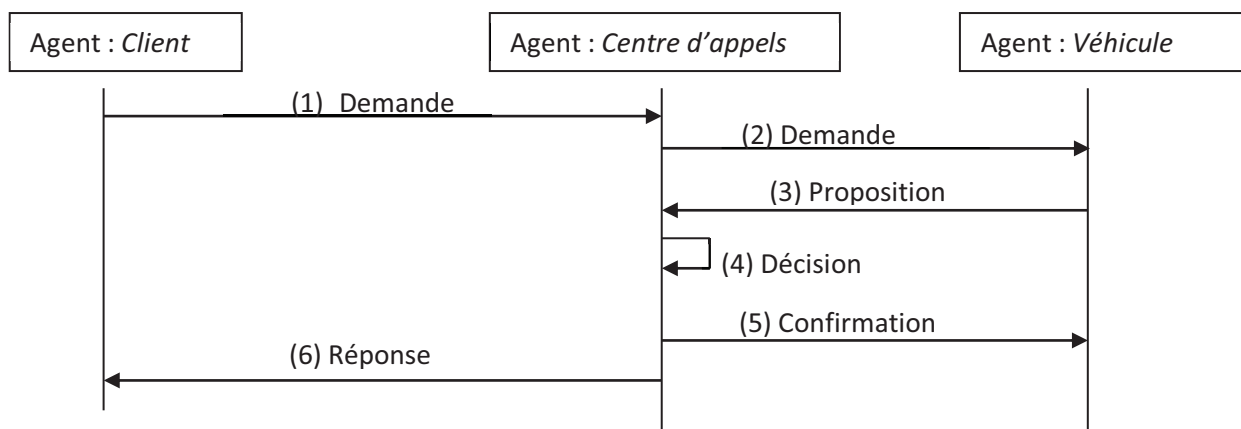 Agent : Client
Agent : Centre d'appels
Agent : Véhicule
(1) Demande
(2) Demande
(3) Proposition
(4) Décision
(5) Confirmation
(6) Réponse